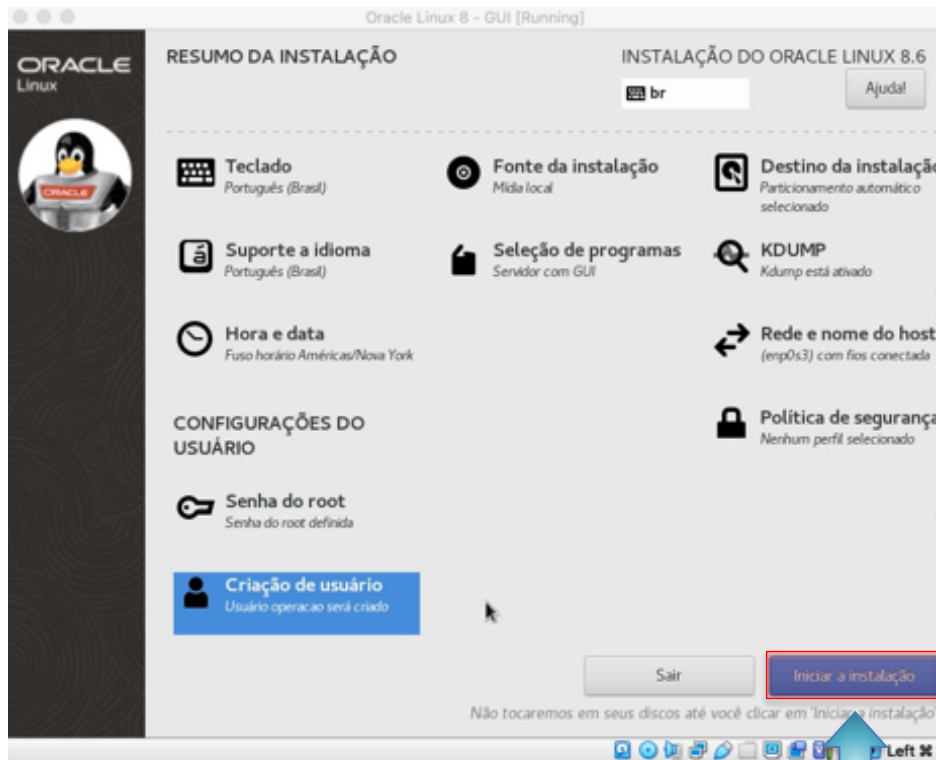 Oracle Linux 8 - GUI [Running]
ORACLE
Linux
ORACLE
RESUMO DA INSTALAÇÃO
INSTALAÇÃO DO ORACLE LINUX 8.6
br
Ajuda!
Teclado
Português (Brasil)
Fonte da instalação
Mídia local
Destino da instalaçã
Particionamento automático
selecionado
Suporte a idioma
Português (Brasil)
Seleção de programas
Servidor com GUI
KDUMP
Kdump está ativado
Hora e data
Fuso horário Américas/Nova York
Rede e nome do host
(enp0s3) com fios conectada
CONFIGURAÇÕES DO
USUÁRIO
Política de segurança
Nenhum perfil selecionado
Senha do root
Senha do root definida
Criação de usuário
Usuário operacao será criado
Sair
Iniciar a instalação
Não tocaremos em seus discos até você clicar em 'Iniciar a instalação'
Left ⌘